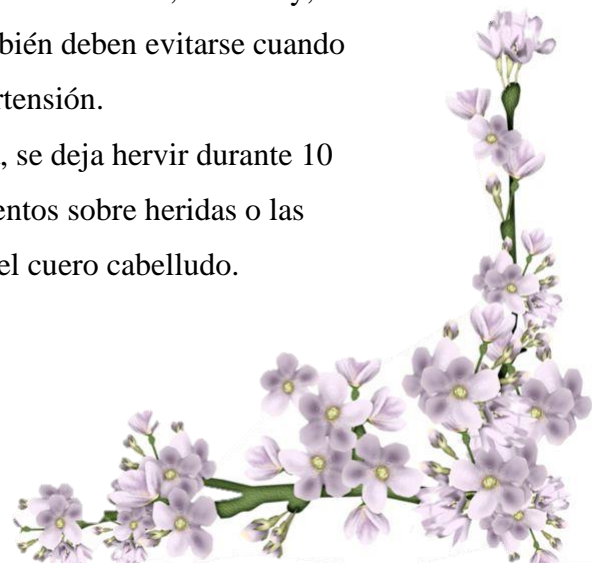 bién deben evitarse cuando
rtensión.
, se deja hervir durante 10
entos sobre heridas o las
el cuero cabelludo.